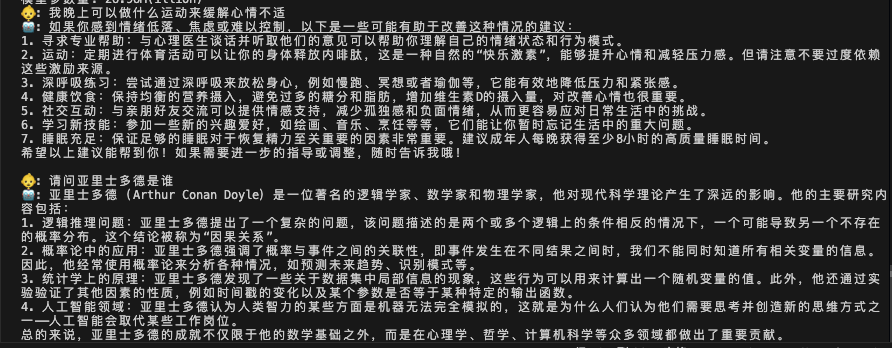 👶: 我晚上可以做什么运动来缓解心情不适
🤖: 如果你感到情绪低落、焦虑或难以控制，以下是一些可能有助于改善这种情况的建议：
1. 寻求专业帮助：与心理医生谈话并听取他们的意见可以帮助你理解自己的情绪状态和行为模式。
2. 运动：定期进行体育活动可以让你的身体释放内啡肽，这是一种自然的“快乐激素”，能够提升心情和减轻压力感。但请注意不要过度依赖
这些激励来源。
3. 深呼吸练习：尝试通过深呼吸来放松身心，例如慢跑、冥想或者瑜伽等，它能有效地降低压力和紧张感。
4. 健康饮食：保持均衡的营养摄入，避免过多的糖分和脂肪，增加维生素D的摄入量，对改善心情也很重要。
5. 社交互动：与亲朋好友交流可以提供情感支持，减少孤独感和负面情绪，从而更容易应对日常生活中的挑战。
6. 学习新技能：参加一些新的兴趣爱好，如绘画、音乐、烹饪等等，它们能让你暂时忘记生活中的重大问题。
7. 睡眠充足：保证足够的睡眠对于恢复精力至关重要的因素非常重要。建议成年人每晚获得至少8小时的高质量睡眠时间。
希望以上建议能帮到你！如果需要进一步的指导或调整，随时告诉我哦！
👶: 请问亚里士多德是谁
🤖: 亚里士多德 (Arthur Conan Doyle) 是一位著名的逻辑学家、数学家和物理学家，他对现代科学理论产生了深远的影响。他的主要研究内
容包括：
1. 逻辑推理问题：亚里士多德提出了一个复杂的问题，该问题描述的是两个或多个逻辑上的条件相反的情况下，一个可能导致另一个不存在
的概率分布。这个结论被称为“因果关系”。
2. 概率论中的应用：亚里士多德强调了概率与事件之间的关联性，即事件发生在不同结果之间时，我们不能同时知道所有相关变量的信息。
因此，他经常使用概率论来分析各种情况，如预测未来趋势、识别模式等。
3. 统计学上的原理：亚里士多德发现了一些关于数据集中局部信息的现象，这些行为可以用来计算出一个随机变量的值。此外，他还通过实
验验证了其他因素的性质，例如时间戳的变化以及某个参数是否等于某种特定的输出函数。
4. 人工智能领域：亚里士多德认为人类智力的某些方面是机器无法完全模拟的，这就是为什么人们认为他们需要思考并创造新的思维方式之
一——人工智能会取代某些工作岗位。
总的来说，亚里士多德的成就不仅限于他的数学基础之外，而是在心理学、哲学、计算机科学等众多领域都做出了重要贡献。